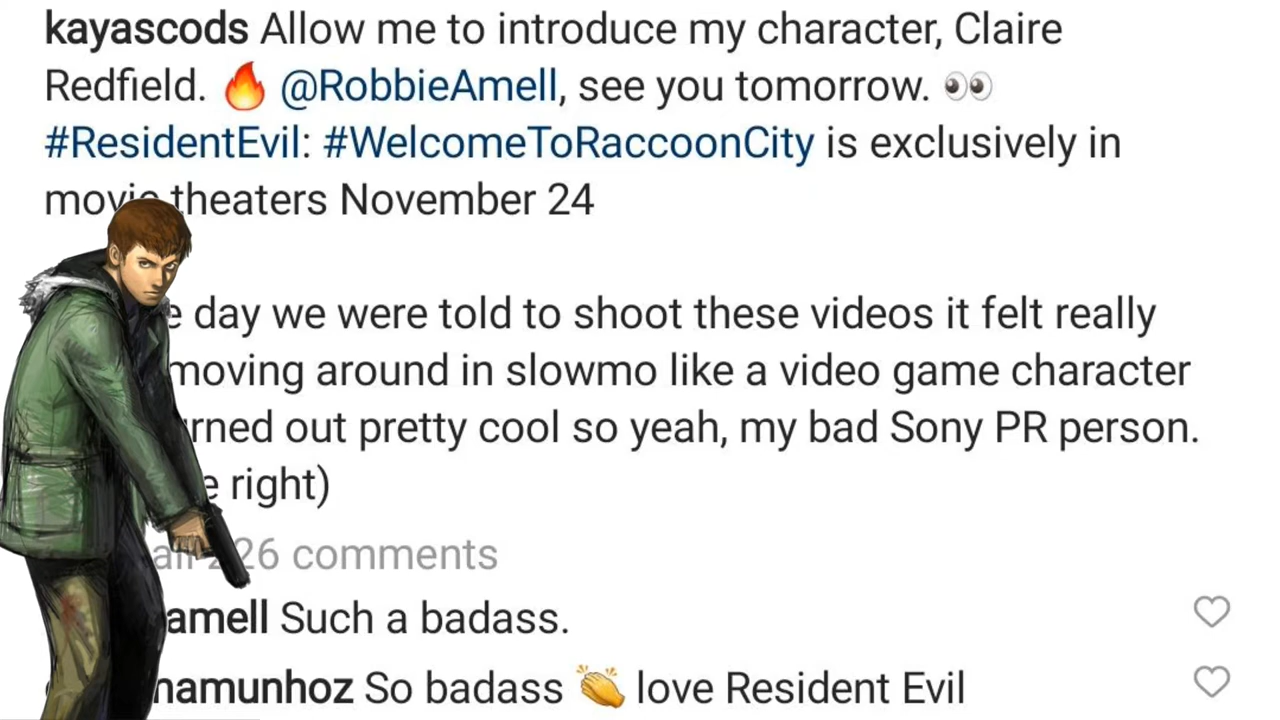 kayascods Allow me to introduce my character, Claire
Redfield. 🔥 @RobbieAmell, see you tomorrow. 👀
#ResidentEvil: #WelcomeToRaccoonCity is exclusively in
movie theaters November 24
day we were told to shoot these videos it felt really
moving around in slowmo like a video game character
out pretty cool so yeah, my bad Sony PR person.
right)
comments
amell Such a badass.
namunhoz So badass 👏 love Resident Evil